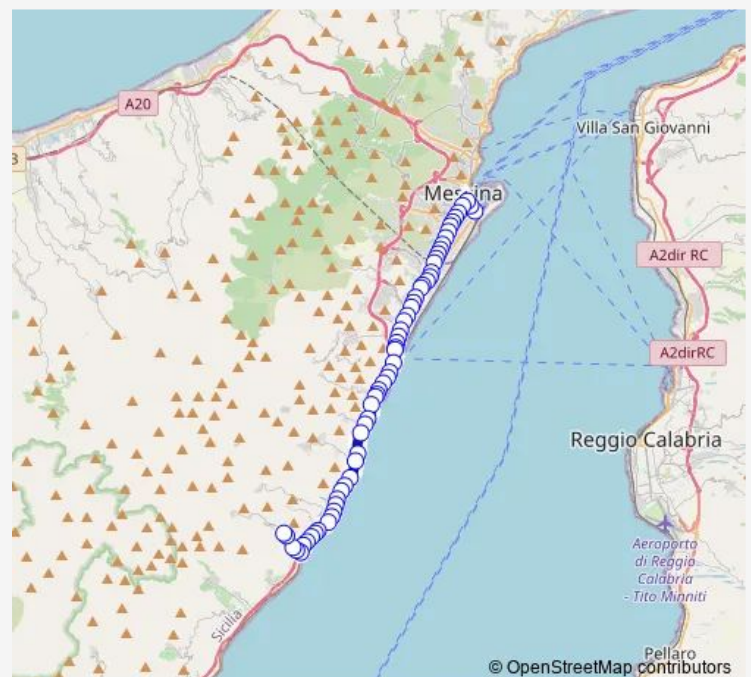 A20
3
Villa San Giovanni
Messina
A2dir RC
A2dirRC
Reggio Calabria
Aeroporto
di Reggio
Calabria
- Tito Minniti
Sicilia
Pellaro
© OpenStreetMap contributors